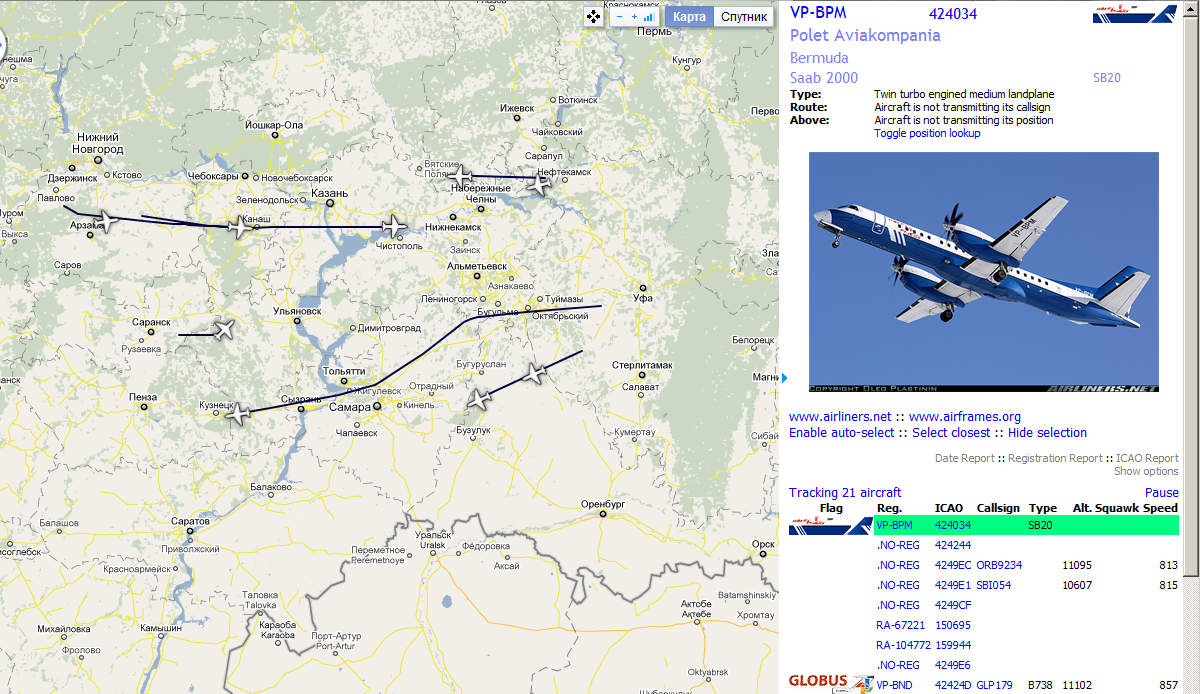 Краснокамск
Пермь
Карта
Спутник
Кунгур
Воткинск
Ижевск
Чайковский
Сарапул
Йошкар-Ола
Нижний
Новгород
Дзержинск
Кстово
Павлово
Чебоксары
Новочебоксарск
Казань
Зеленодольск
Канаш
Вятские
Нефтекамск
Набережные
Челны
Нижнекамск
Чистополь
Выкса
Саров
Заинск
Альметьевск
Азнакаево
Лениногорск
Туймазы
Бугульма
Октябрьский
Уфа
Саранск
Рузаевка
Ульяновск
Димитровград
Тольятти
Жигулевск
Отрадный
Бугуруслан
Стерлитамак
Салават
Белорецк
Пенза
Кузнецк
Сызрань
Самара
Кинель
Чапаевск
Бузулук
Кумертау
Балаково
Оренбург
Балашов
Саратов
Приволжский
Красноармейск
Уральск
Uralsk
Фёдоровка
Аксай
Переметное
Peremetnoye
Орск
Таловка
Talovka
Михайловка
Камышин
Фролово
Караоба
Karaoba
Порт-Артур
Port-Artur
Актобе
Ақтөбе
Batamshinskiy
Хромтау
Oktyabrsk
VP-BPM 424034
Polet Aviakompania
Bermuda
Saab 2000 SB20
Type: Twin turbo engined medium landplane
Route: Aircraft is not transmitting its callsign
Above: Aircraft is not transmitting its position
Toggle position lookup
VP-BPM
COPYRIGHT OLEG PLASTININ AIRLINERS.NET
www.airliners.net :: www.airframes.org
Enable auto-select :: Select closest :: Hide selection
Date Report :: Registration Report :: ICAO Report
Show options
Tracking 21 aircraft Pause
Flag Reg. ICAO Callsign Type Alt. Squawk Speed
VP-BPM 424034 SB20
.NO-REG 424244
.NO-REG 4249EC ORB9234 11095 813
.NO-REG 4249E1 SBI054 10607 815
.NO-REG 4249CF
RA-67221 150695
RA-104772 159944
.NO-REG 4249E6
GLOBUS VP-BND 42424D GLP179 B738 11102 857